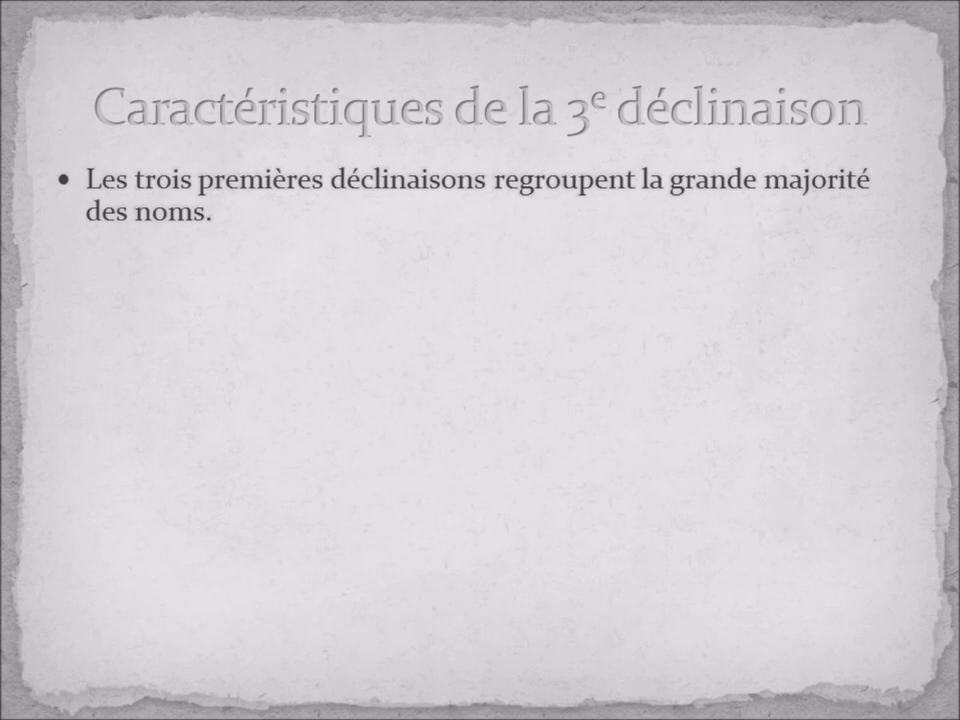 Caractéristiques de la 3e déclinaison
• Les trois premières déclinaisons regroupent la grande majorité
des noms.